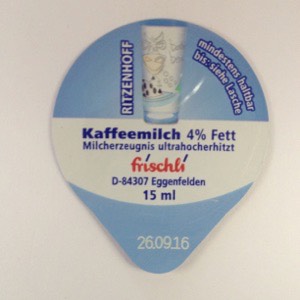 RITZENHOFF
mindestens haltbar
bis: siehe Lasche
Kaffeemilch 4% Fett
Milcherzeugnis ultrahocherhitzt
frischli
D-84307 Eggenfelden
15 ml
26.09.16